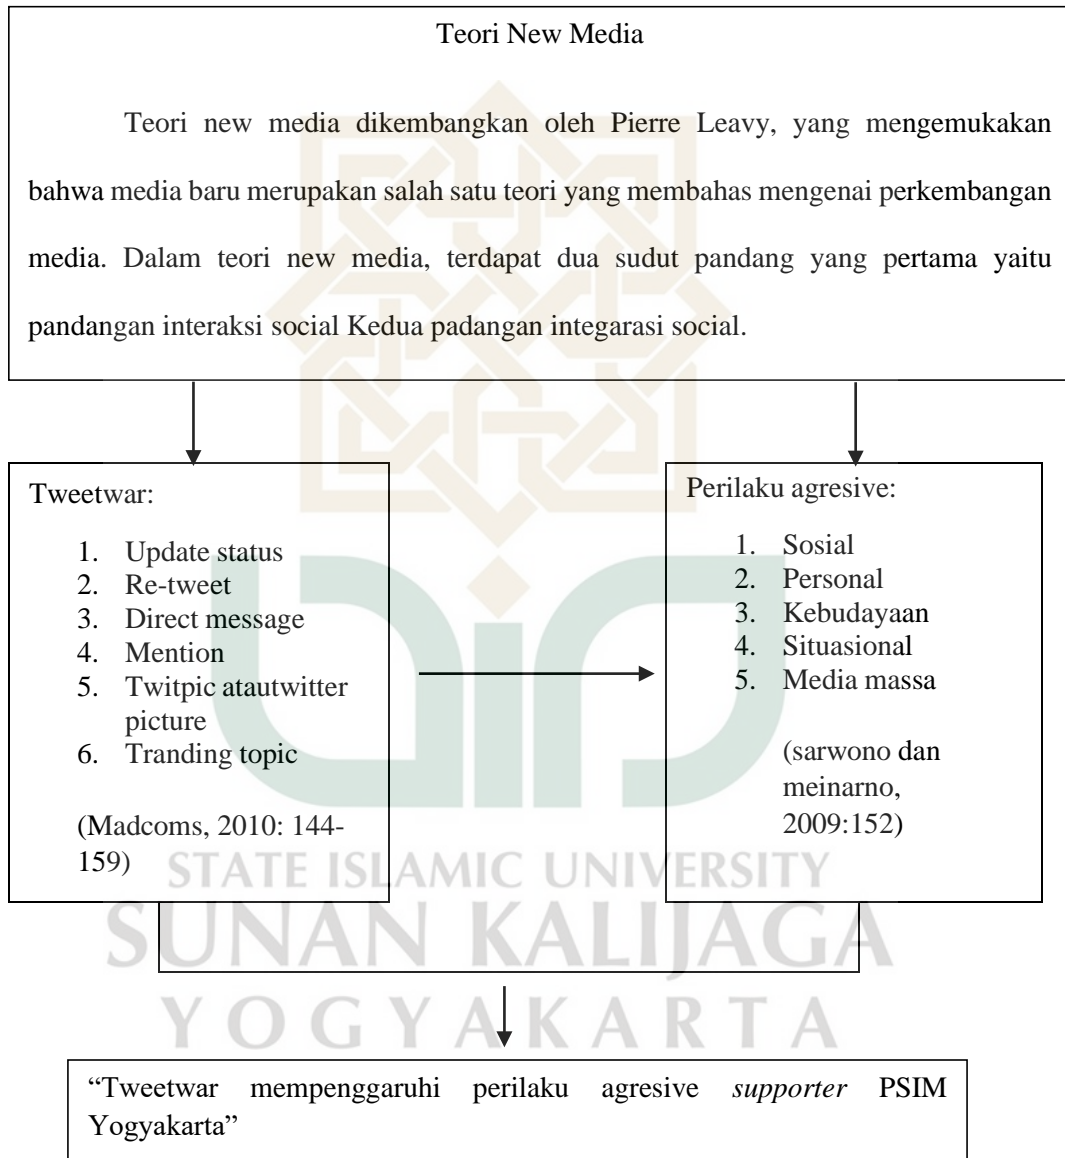 Teori New Media
Teori new media dikembangkan oleh Pierre Leavy, yang mengemukakan
bahwa media baru merupakan salah satu teori yang membahas mengenai perkembangan
media. Dalam teori new media, terdapat dua sudut pandang yang pertama yaitu
pandangan interaksi social Kedua padangan integarasi social.
Tweetwar:
1. Update status
2. Re-tweet
3. Direct message
4. Mention
5. Twitpic atautwitter
picture
6. Tranding topic
(Madcoms, 2010: 144-
159)
Perilaku agresive:
1. Sosial
2. Personal
3. Kebudayaan
4. Situasional
5. Media massa
(sarwono dan
meinarno,
2009:152)
STATE ISLAMIC UNIVERSITY
SUNAN KALIJAGA
YOGYAKARTA
“Tweetwar mempenggaruhi perilaku agresive supporter PSIM
Yogyakarta”